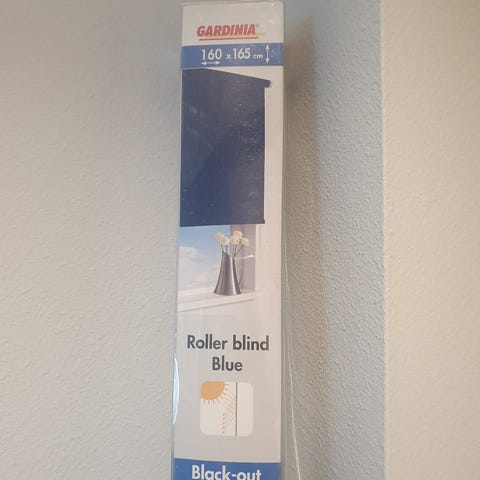 GARDINIA®
160 x 165 cm
Roller blind
Blue
Black-out